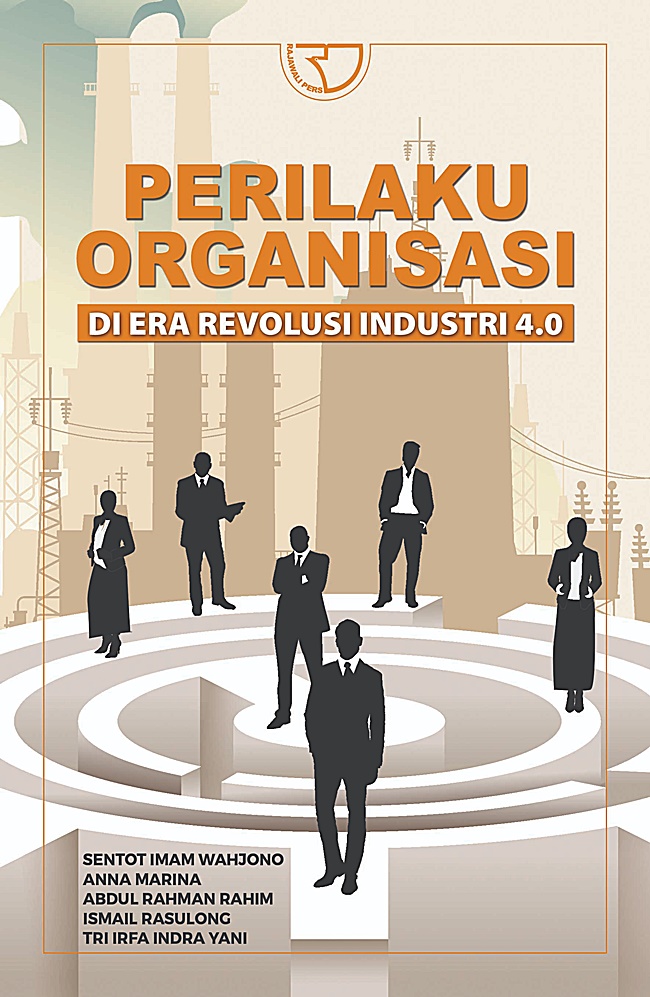 RAJAWALI PERS
PERILAKU
ORGANISASI
DI ERA REVOLUSI INDUSTRI 4.0
SENTOT IMAM WAHJONO
ANNA MARINA
ABDUL RAHMAN RAHIM
ISMAIL RASULONG
TRI IRFA INDRA YANI